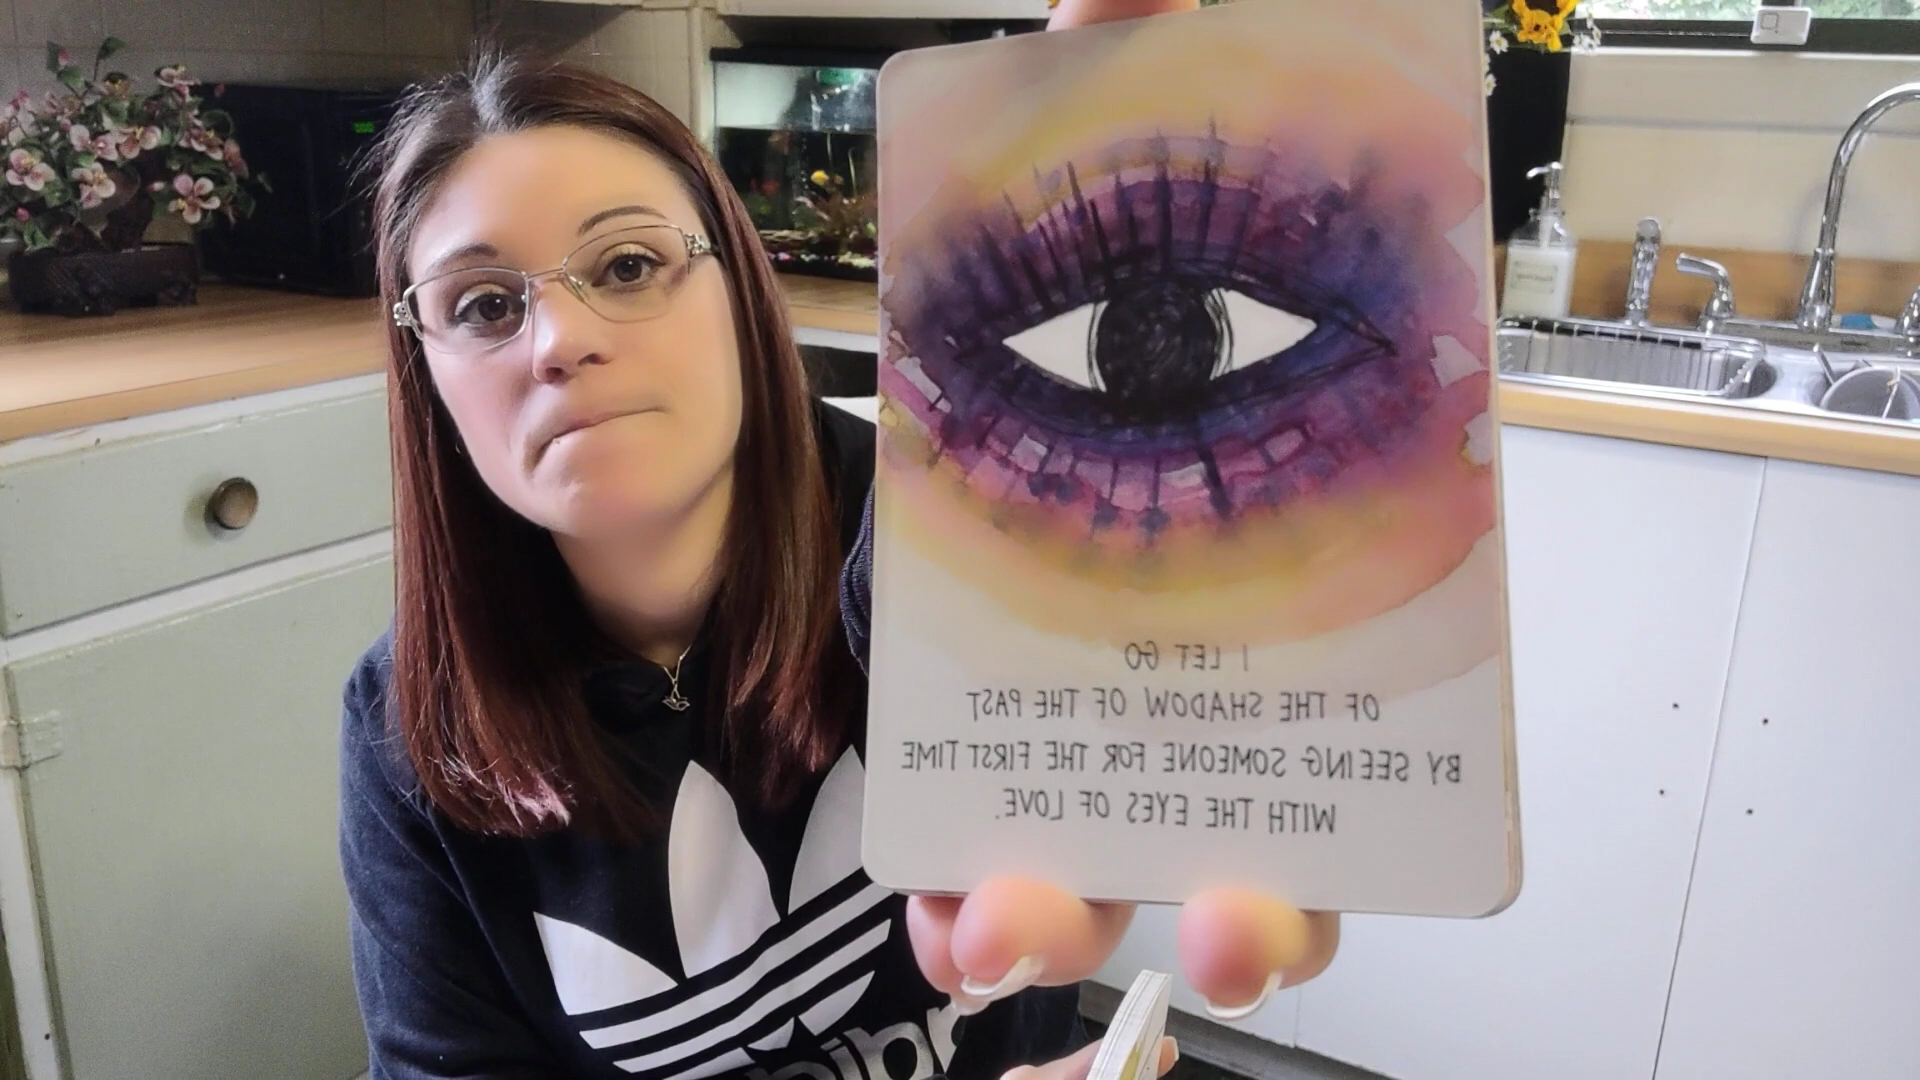 I LET GO
OF THE SHADOW OF THE PAST
BY SEEING SOMEONE FOR THE FIRST TIME
WITH THE EYES OF LOVE.